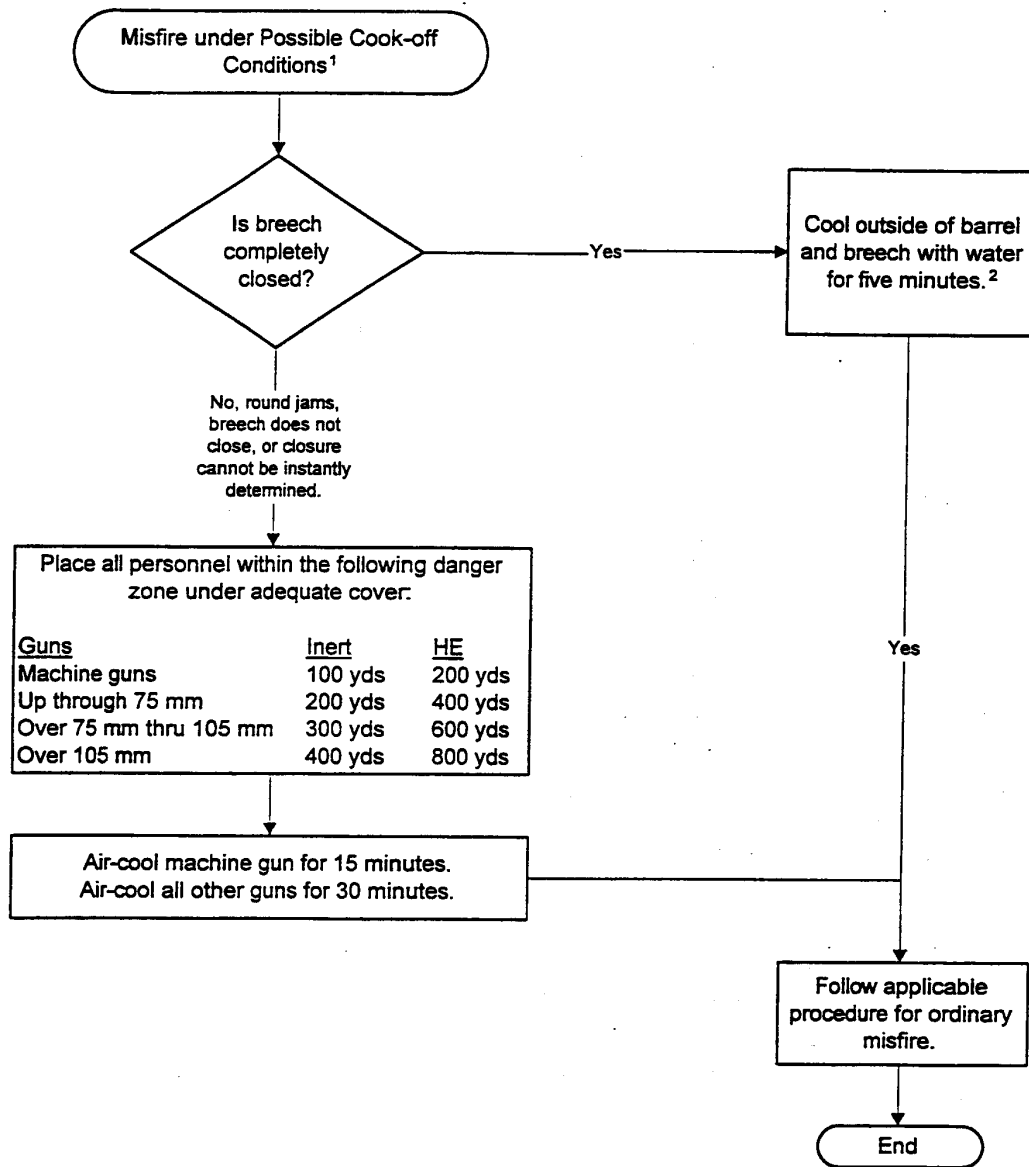 Misfire under Possible Cook-off
Conditions¹
Is breech
completely
closed?
Yes
Cool outside of barrel
and breech with water
for five minutes.²
No, round jams,
breech does not
close, or closure
cannot be instantly
determined.
Place all personnel within the following danger
zone under adequate cover:
Guns Inert HE
Machine guns 100 yds 200 yds
Up through 75 mm 200 yds 400 yds
Over 75 mm thru 105 mm 300 yds 600 yds
Over 105 mm 400 yds 800 yds
Yes
Air-cool machine gun for 15 minutes.
Air-cool all other guns for 30 minutes.
Follow applicable
procedure for ordinary
misfire.
End